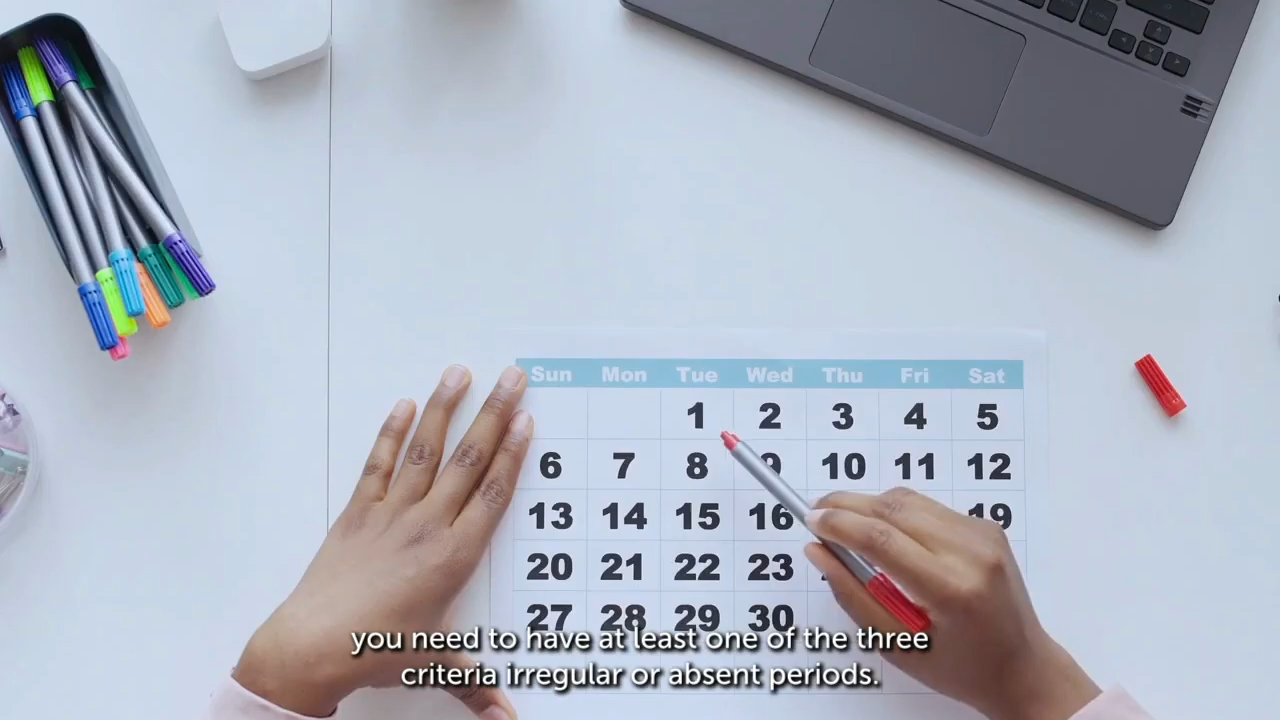 Sun Mon Tue Wed Thu Fri Sat
1 2 3 4 5
6 7 8 9 10 11 12
13 14 15 16 19
20 21 22 23
27 28 29 30
you need to have at least one of the three
criteria irregular or absent periods.